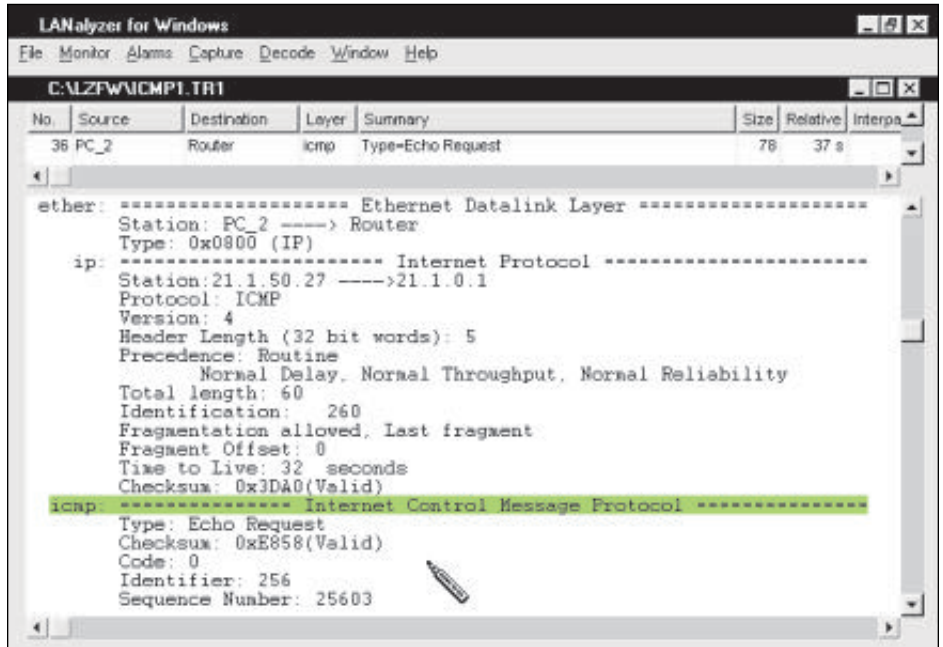 LANalyzer for Windows
File Monitor Alarms Capture Decode Window Help
C:\LZFW\ICMP1.TR1
No. Source Destination Layer Summary Size Relative Interpa
36 PC_2 Router icmp Type=Echo Request 78 37 s
ether: ==================== Ethernet Datalink Layer ====================
Station: PC_2 ----> Router
Type: 0x0800 (IP)
ip: ======================= Internet Protocol =======================
Station:21.1.50.27 ---->21.1.0.1
Protocol: ICMP
Version: 4
Header Length (32 bit words): 5
Precedence: Routine
Normal Delay, Normal Throughput, Normal Reliability
Total length: 60
Identification: 260
Fragmentation allowed, Last fragment
Fragment Offset: 0
Time to Live: 32 seconds
Checksum: 0x3DA0(Valid)
icmp: =============== Internet Control Message Protocol ===============
Type: Echo Request
Checksum: 0xE858(Valid)
Code: 0
Identifier: 256
Sequence Number: 25603